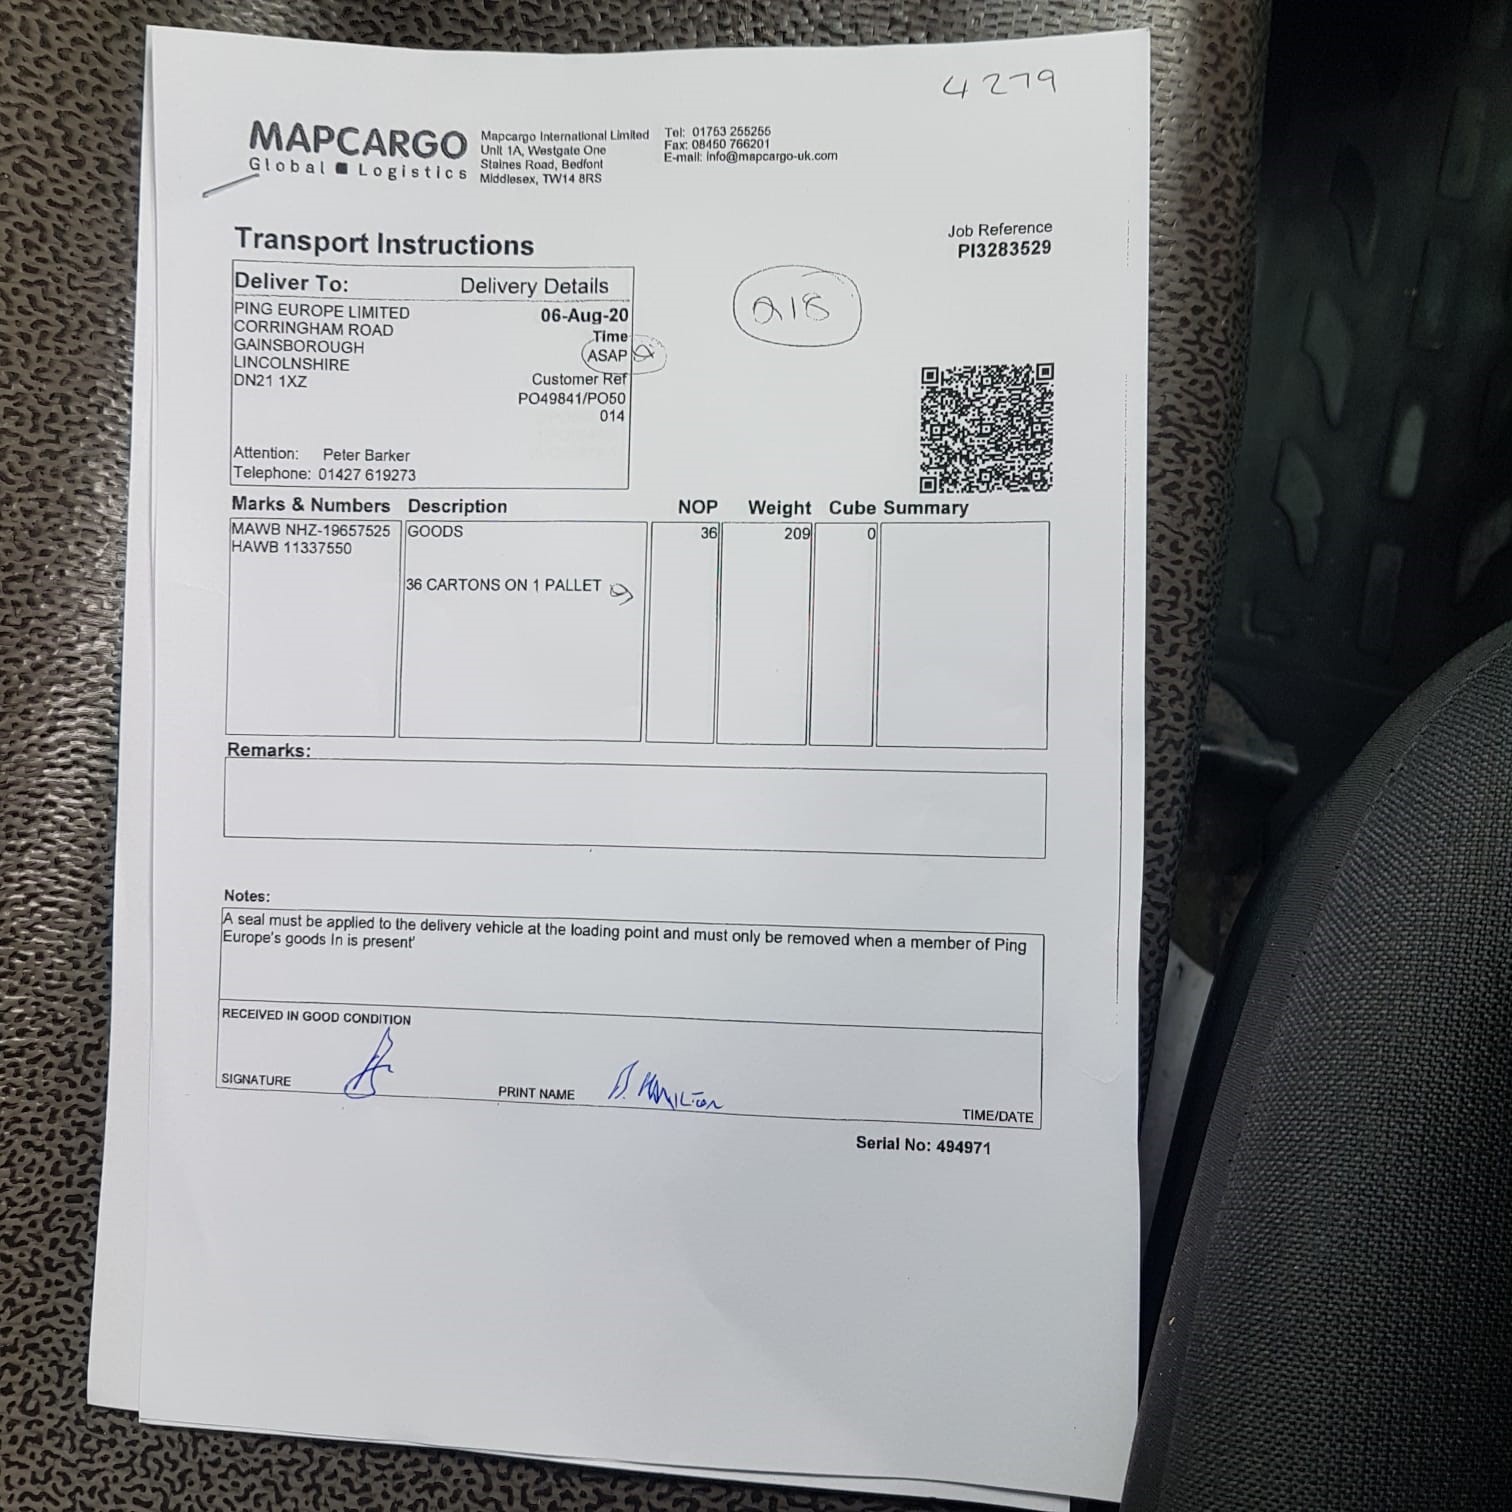 4279
MAPCARGO
Global Logistics
Mapcargo International Limited
Unit 1A, Westgate One
Staines Road, Bedfont
Middlesex, TW14 8RS
Tel: 01753 255255
Fax: 08450 766201
E-mail: info@mapcargo-uk.com
Transport Instructions
Job Reference
PI3283529
Deliver To:
PING EUROPE LIMITED
CORRINGHAM ROAD
GAINSBOROUGH
LINCOLNSHIRE
DN21 1XZ
Attention: Peter Barker
Telephone: 01427 619273
Delivery Details
06-Aug-20
Time
ASAP
Customer Ref
PO49841/PO50
014
218
Marks & Numbers Description NOP Weight Cube Summary
MAWB NHZ-19657525 GOODS 36 209 0
HAWB 11337550
36 CARTONS ON 1 PALLET
Remarks:
Notes:
A seal must be applied to the delivery vehicle at the loading point and must only be removed when a member of Ping
Europe's goods In is present'
RECEIVED IN GOOD CONDITION
SIGNATURE
PRINT NAME
HAMILTON
TIME/DATE
Serial No: 494971